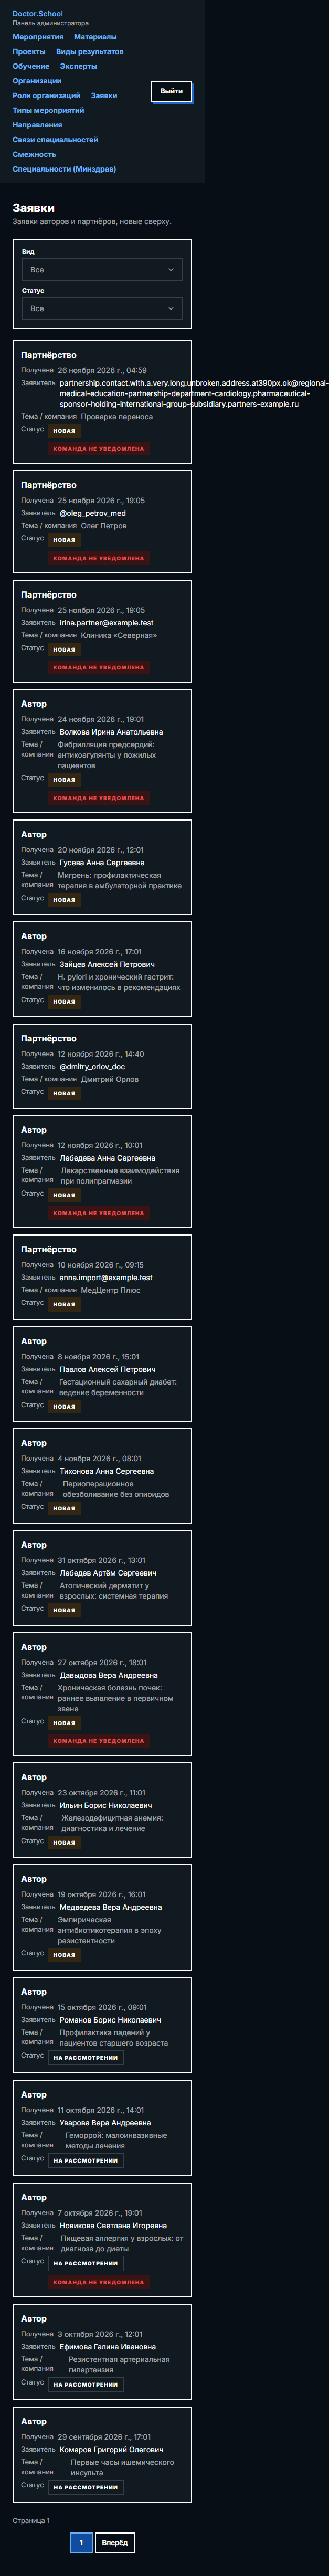 Doctor.School
Панель администратора
Мероприятия Материалы
Проекты Виды результатов
Обучение Эксперты
Организации
Роли организаций Заявки
Типы мероприятий
Направления
Связи специальностей
Смежность
Специальности (Минздрав)
Выйти
Заявки
Заявки авторов и партнёров, новые сверху.
Вид
Все
Статус
Все
Партнёрство
Получена 26 ноября 2026 г., 04:59
Заявитель partnership.contact.with.a.very.long.unbroken.address.at390px.ok@regional-
medical-education-partnership-department-cardiology.pharmaceutical-
sponsor-holding-international-group-subsidiary.partners-example.ru
Тема / компания Проверка переноса
Статус НОВАЯ
КОМАНДА НЕ УВЕДОМЛЕНА
Партнёрство
Получена 25 ноября 2026 г., 19:05
Заявитель @oleg_petrov_med
Тема / компания Олег Петров
Статус НОВАЯ
КОМАНДА НЕ УВЕДОМЛЕНА
Партнёрство
Получена 25 ноября 2026 г., 19:05
Заявитель irina.partner@example.test
Тема / компания Клиника «Северная»
Статус НОВАЯ
КОМАНДА НЕ УВЕДОМЛЕНА
Автор
Получена 24 ноября 2026 г., 19:01
Заявитель Волкова Ирина Анатольевна
Тема / Фибрилляция предсердий:
компания антикоагулянты у пожилых
пациентов
Статус НОВАЯ
КОМАНДА НЕ УВЕДОМЛЕНА
Автор
Получена 20 ноября 2026 г., 12:01
Заявитель Гусева Анна Сергеевна
Тема / Мигрень: профилактическая
компания терапия в амбулаторной практике
Статус НОВАЯ
Автор
Получена 16 ноября 2026 г., 17:01
Заявитель Зайцев Алексей Петрович
Тема / H. pylori и хронический гастрит:
компания что изменилось в рекомендациях
Статус НОВАЯ
Партнёрство
Получена 12 ноября 2026 г., 14:40
Заявитель @dmitry_orlov_doc
Тема / компания Дмитрий Орлов
Статус НОВАЯ
Автор
Получена 12 ноября 2026 г., 10:01
Заявитель Лебедева Анна Сергеевна
Тема / Лекарственные взаимодействия
компания при полипрагмазии
Статус НОВАЯ
КОМАНДА НЕ УВЕДОМЛЕНА
Партнёрство
Получена 10 ноября 2026 г., 09:15
Заявитель anna.import@example.test
Тема / компания МедЦентр Плюс
Статус НОВАЯ
Автор
Получена 8 ноября 2026 г., 15:01
Заявитель Павлов Алексей Петрович
Тема / Гестационный сахарный диабет:
компания ведение беременности
Статус НОВАЯ
Автор
Получена 4 ноября 2026 г., 08:01
Заявитель Тихонова Анна Сергеевна
Тема / Периоперационное
компания обезболивание без опиоидов
Статус НОВАЯ
Автор
Получена 31 октября 2026 г., 13:01
Заявитель Лебедев Артём Сергеевич
Тема / Атопический дерматит у
компания взрослых: системная терапия
Статус НОВАЯ
Автор
Получена 27 октября 2026 г., 18:01
Заявитель Давыдова Вера Андреевна
Тема / Хроническая болезнь почек:
компания раннее выявление в первичном
звене
Статус НОВАЯ
КОМАНДА НЕ УВЕДОМЛЕНА
Автор
Получена 23 октября 2026 г., 11:01
Заявитель Ильин Борис Николаевич
Тема / Железодефицитная анемия:
компания диагностика и лечение
Статус НОВАЯ
Автор
Получена 19 октября 2026 г., 16:01
Заявитель Медведева Вера Андреевна
Тема / Эмпирическая
компания антибиотикотерапия в эпоху
резистентности
Статус НОВАЯ
Автор
Получена 15 октября 2026 г., 09:01
Заявитель Романов Борис Николаевич
Тема / Профилактика падений у
компания пациентов старшего возраста
Статус НА РАССМОТРЕНИИ
Автор
Получена 11 октября 2026 г., 14:01
Заявитель Уварова Вера Андреевна
Тема / Геморрой: малоинвазивные
компания методы лечения
Статус НА РАССМОТРЕНИИ
Автор
Получена 7 октября 2026 г., 19:01
Заявитель Новикова Светлана Игоревна
Тема / Пищевая аллергия у взрослых: от
компания диагноза до диеты
Статус НА РАССМОТРЕНИИ
КОМАНДА НЕ УВЕДОМЛЕНА
Автор
Получена 3 октября 2026 г., 12:01
Заявитель Ефимова Галина Ивановна
Тема / Резистентная артериальная
компания гипертензия
Статус НА РАССМОТРЕНИИ
Автор
Получена 29 сентября 2026 г., 17:01
Заявитель Комаров Григорий Олегович
Тема / Первые часы ишемического
компания инсульта
Статус НА РАССМОТРЕНИИ
Страница 1
1 Вперёд